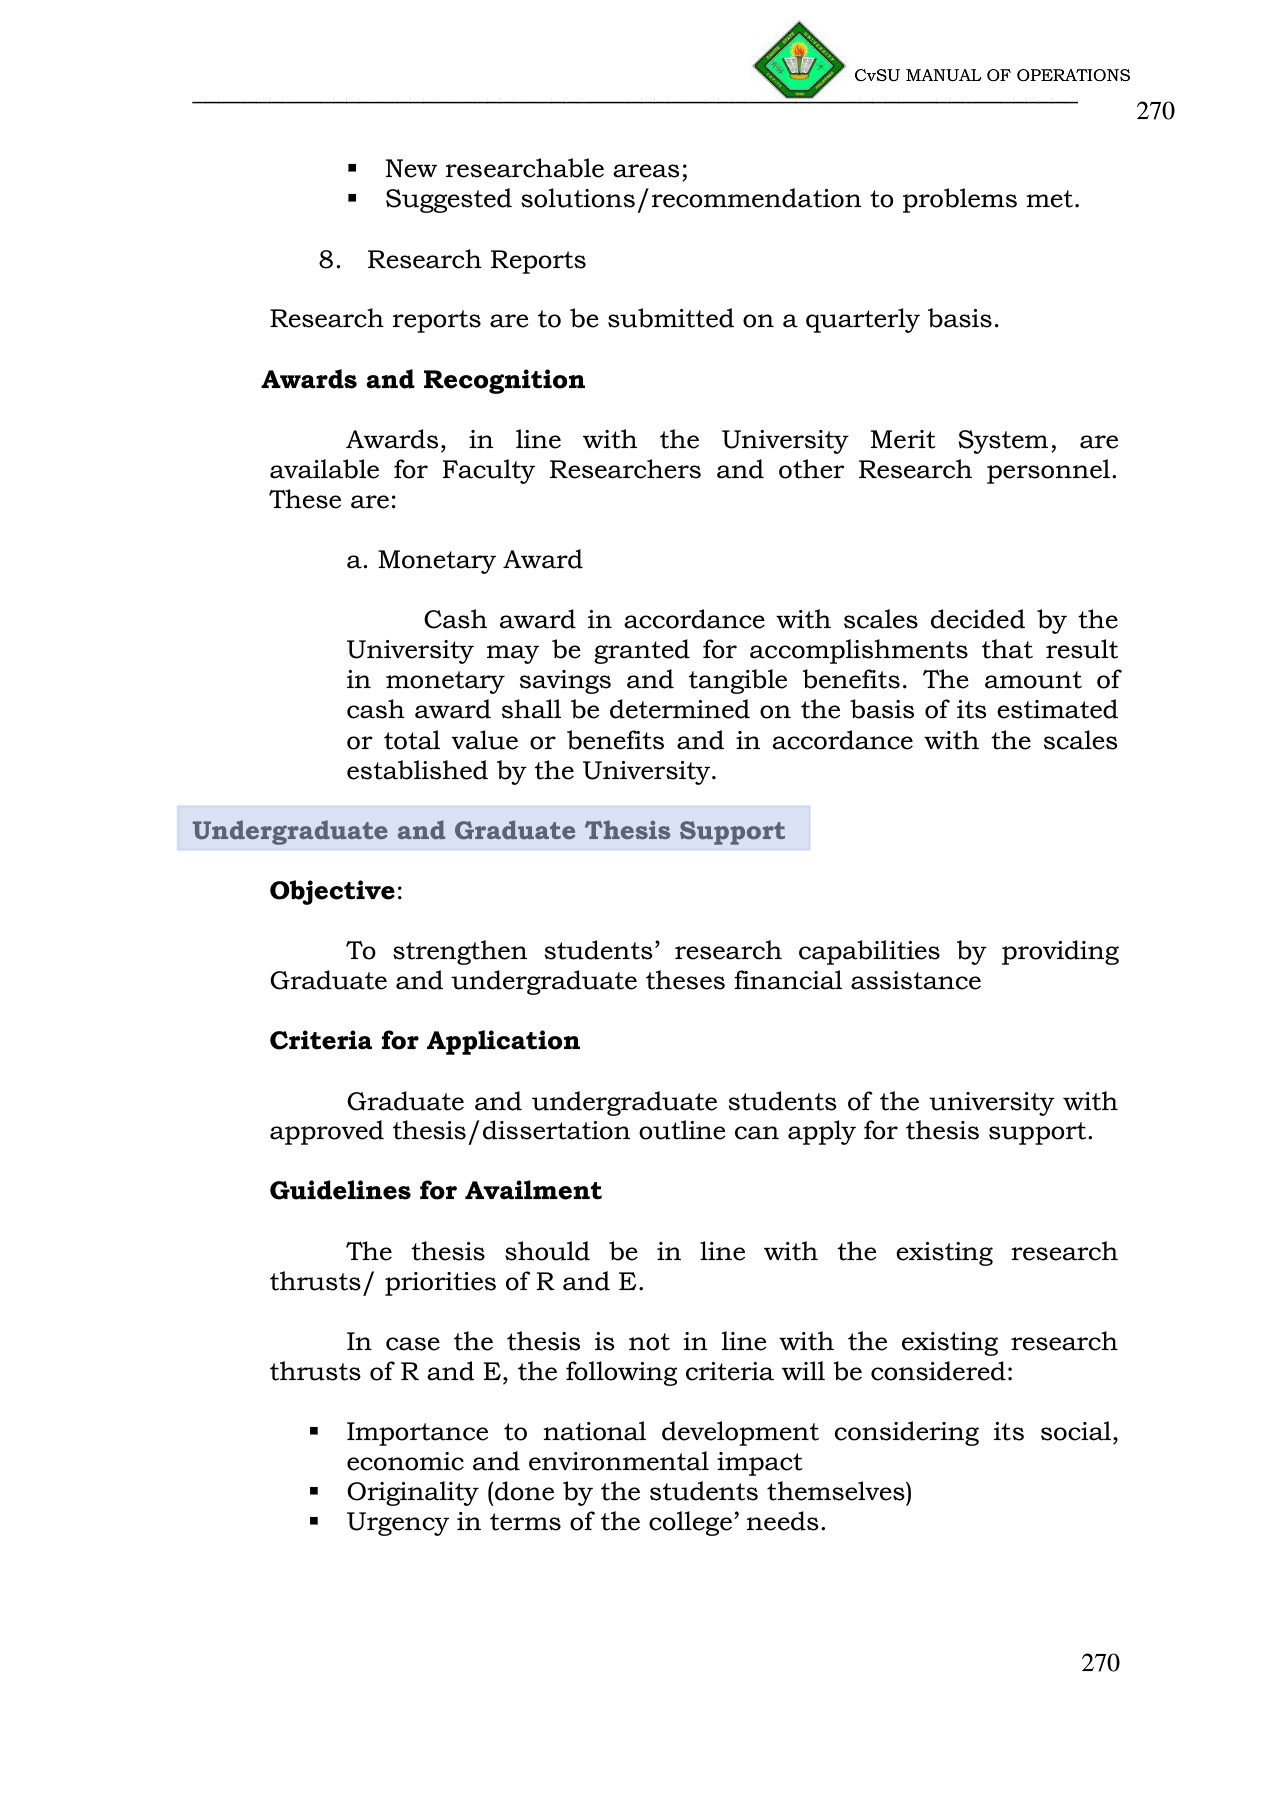 CvSU MANUAL OF OPERATIONS
270
▪ New researchable areas;
▪ Suggested solutions/recommendation to problems met.
8. Research Reports
Research reports are to be submitted on a quarterly basis.
Awards and Recognition
Awards, in line with the University Merit System, are
available for Faculty Researchers and other Research personnel.
These are:
a. Monetary Award
Cash award in accordance with scales decided by the
University may be granted for accomplishments that result
in monetary savings and tangible benefits. The amount of
cash award shall be determined on the basis of its estimated
or total value or benefits and in accordance with the scales
established by the University.
Undergraduate and Graduate Thesis Support
Objective:
To strengthen students’ research capabilities by providing
Graduate and undergraduate theses financial assistance
Criteria for Application
Graduate and undergraduate students of the university with
approved thesis/dissertation outline can apply for thesis support.
Guidelines for Availment
The thesis should be in line with the existing research
thrusts/ priorities of R and E.
In case the thesis is not in line with the existing research
thrusts of R and E, the following criteria will be considered:
▪ Importance to national development considering its social,
economic and environmental impact
▪ Originality (done by the students themselves)
▪ Urgency in terms of the college’ needs.
270